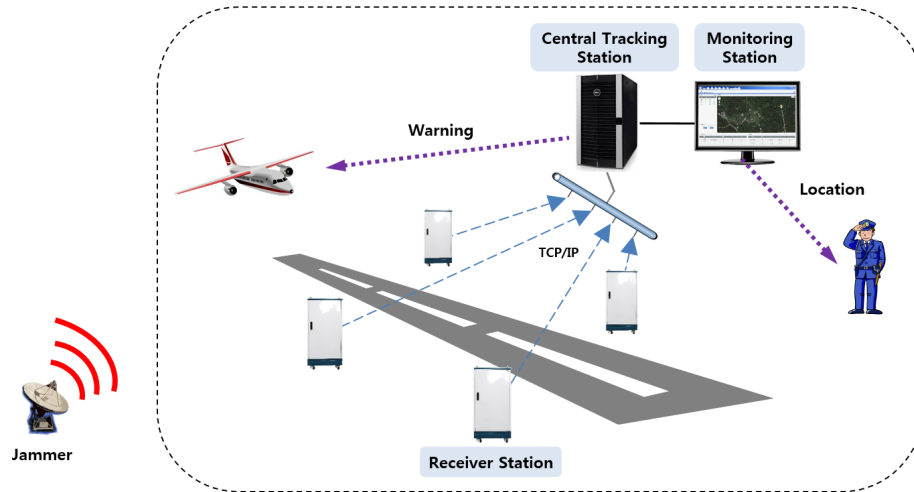 Central Tracking
Station
Monitoring
Station
Warning
Location
TCP/IP
Jammer
Receiver Station